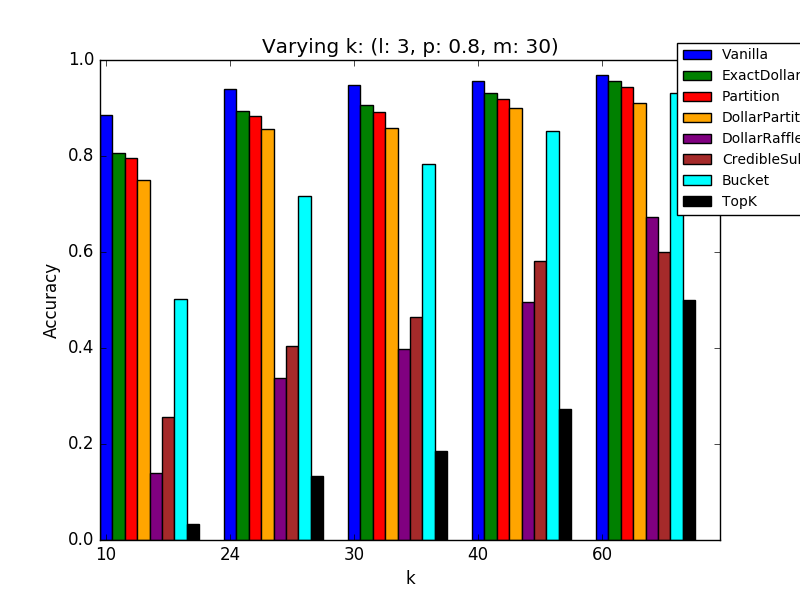 Varying k: (l: 3, p: 0.8, m: 30)
1.0
0.8
0.6
0.4
0.2
0.0
Accuracy
10 24 30 40 60
k
Vanilla
ExactDollar
Partition
DollarPartit
DollarRaffle
CredibleSu
Bucket
TopK